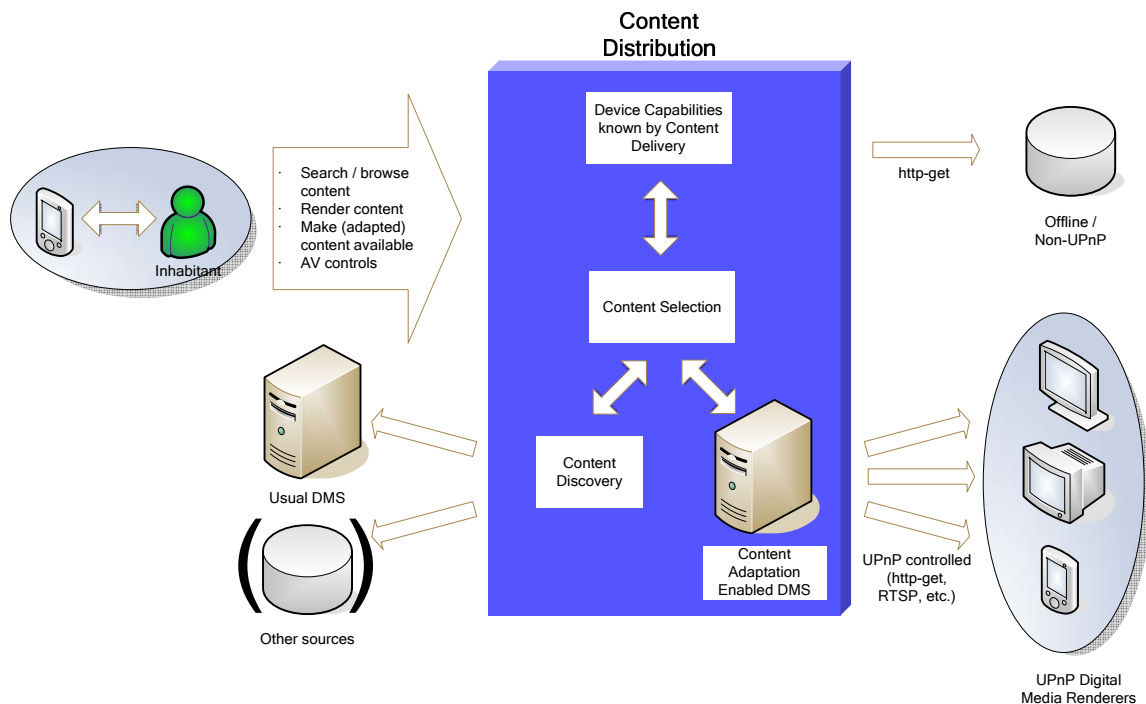 Content
Distribution
Device Capabilities
known by Content
Delivery
· Search / browse
content
· Render content
· Make (adapted)
content available
· AV controls
Inhabitant
http-get
Offline /
Non-UPnP
Content Selection
Content
Discovery
Usual DMS
Content
Adaptation
Enabled DMS
UPnP controlled
(http-get,
RTSP, etc.)
( )
Other sources
UPnP Digital
Media Renderers